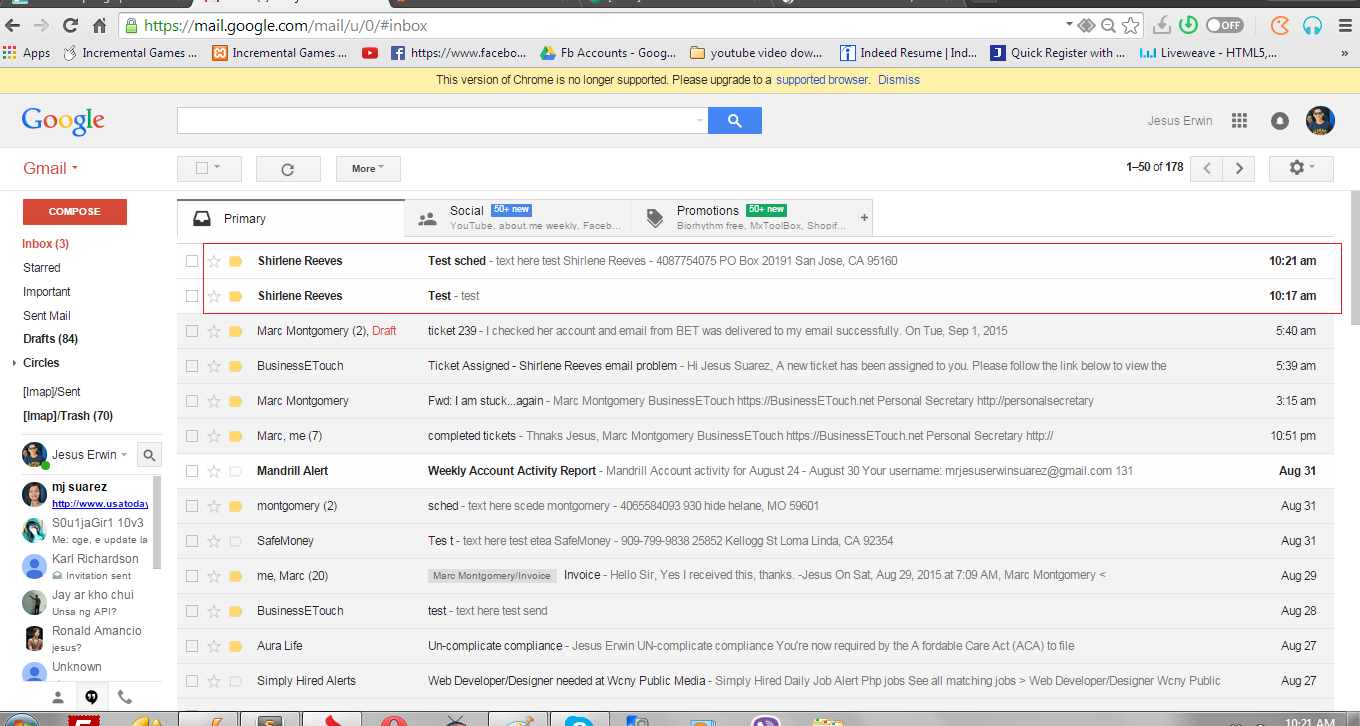 https://mail.google.com/mail/u/0/#inbox
OFF
Apps Incremental Games ... Incremental Games ... https://www.facebo... Fb Accounts - Goog... youtube video dow... Indeed Resume | Ind... Quick Register with ... Liveweave - HTML5,... »
This version of Chrome is no longer supported. Please upgrade to a supported browser. Dismiss
Google
Jesus Erwin
Gmail
More
1–50 of 178
COMPOSE
Inbox (3)
Starred
Important
Sent Mail
Drafts (84)
Circles
[Imap]/Sent
[Imap]/Trash (70)
Jesus Erwin
mj suarez
http://www.usatoday
S0u1jaGir1 10v3
Me: cge, e update la
Karl Richardson
Invitation sent
Jay ar kho chui
Unsa ng API?
Ronald Amancio
jesus?
Unknown
Primary
Social 50+ new
YouTube, about.me weekly, Faceb...
Promotions 50+ new
Biorhythm free, MxToolBox, Shopif...
+
Shirlene Reeves Test sched - text here test Shirlene Reeves - 4087754075 PO Box 20191 San Jose, CA 95160 10:21 am
Shirlene Reeves Test - test 10:17 am
Marc Montgomery (2), Draft ticket 239 - I checked her account and email from BET was delivered to my email successfully. On Tue, Sep 1, 2015 5:40 am
BusinessETouch Ticket Assigned - Shirlene Reeves email problem - Hi Jesus Suarez, A new ticket has been assigned to you. Please follow the link below to view the 5:39 am
Marc Montgomery Fwd: I am stuck...again - Marc Montgomery BusinessETouch https://BusinessETouch.net Personal Secretary http://personalsecretary 3:15 am
Marc, me (7) completed tickets - Thnaks Jesus, Marc Montgomery BusinessETouch https://BusinessETouch.net Personal Secretary http:// 10:51 pm
Mandrill Alert Weekly Account Activity Report - Mandrill Account activity for August 24 - August 30 Your username: mrjesuserwinsuarez@gmail.com 131 Aug 31
montgomery (2) sched - text here scede montgomery - 4065584093 930 hide helane, MO 59601 Aug 31
SafeMoney Tes t - text here test etea SafeMoney - 909-799-9838 25852 Kellogg St Loma Linda, CA 92354 Aug 31
me, Marc (20) Marc Montgomery/Invoice Invoice - Hello Sir, Yes I received this, thanks. -Jesus On Sat, Aug 29, 2015 at 7:09 AM, Marc Montgomery < Aug 29
BusinessETouch test - text here test send Aug 28
Aura Life Un-complicate compliance - Jesus Erwin UN-complicate compliance You're now required by the A fordable Care Act (ACA) to file Aug 27
Simply Hired Alerts Web Developer/Designer needed at Wcny Public Media - Simply Hired Daily Job Alert Php jobs See all matching jobs > Web Developer/Designer Wcny Public Aug 27
10:21 AM